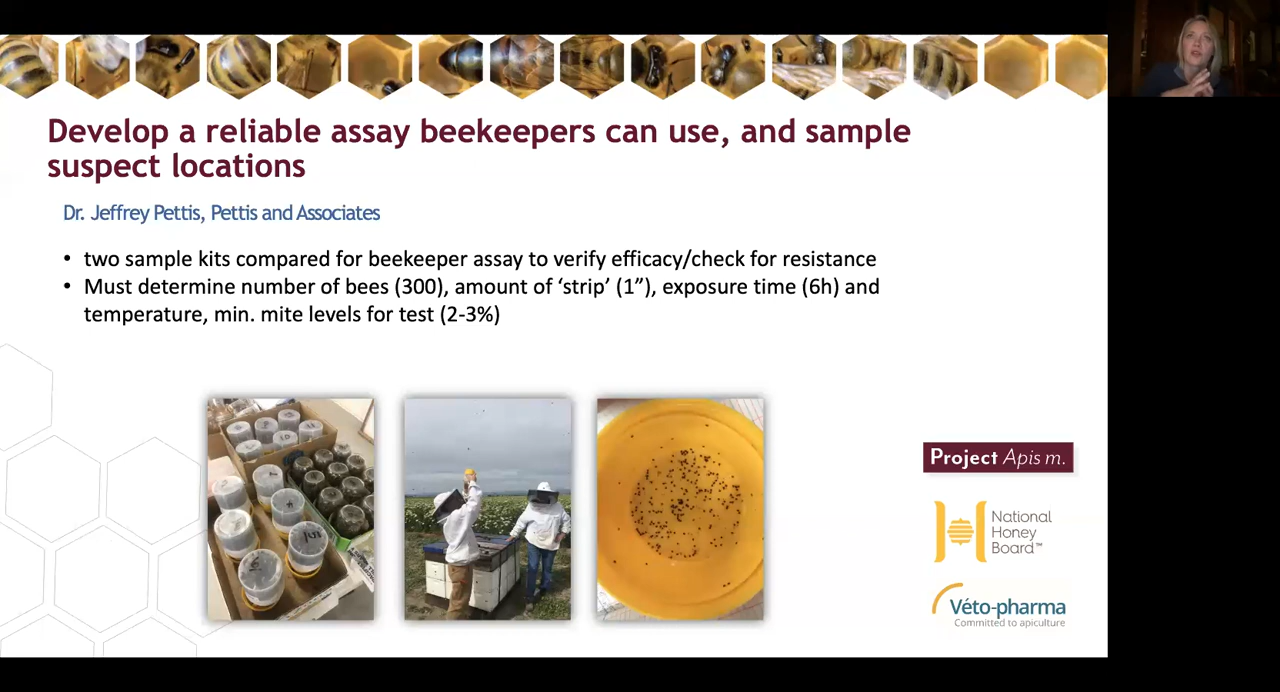 Develop a reliable assay beekeepers can use, and sample
suspect locations
Dr. Jeffrey Pettis, Pettis and Associates
• two sample kits compared for beekeeper assay to verify efficacy/check for resistance
• Must determine number of bees (300), amount of ‘strip’ (1”), exposure time (6h) and
temperature, min. mite levels for test (2-3%)
Project Apis m.
National
Honey
Board™
Véto-pharma
Committed to apiculture